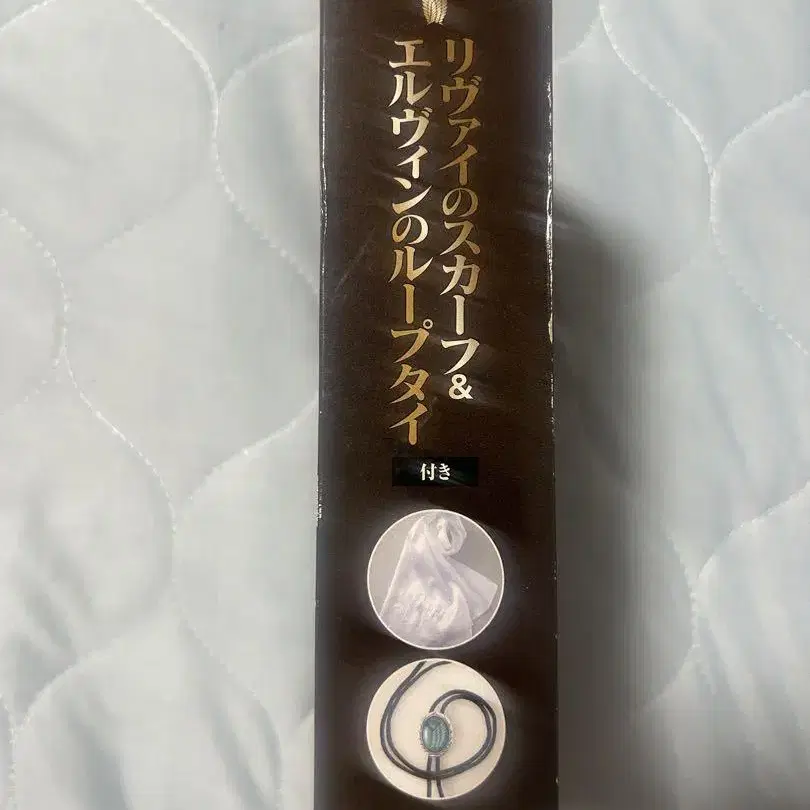 リヴァイのスカーフ&
エルヴィンのループタイ
付き